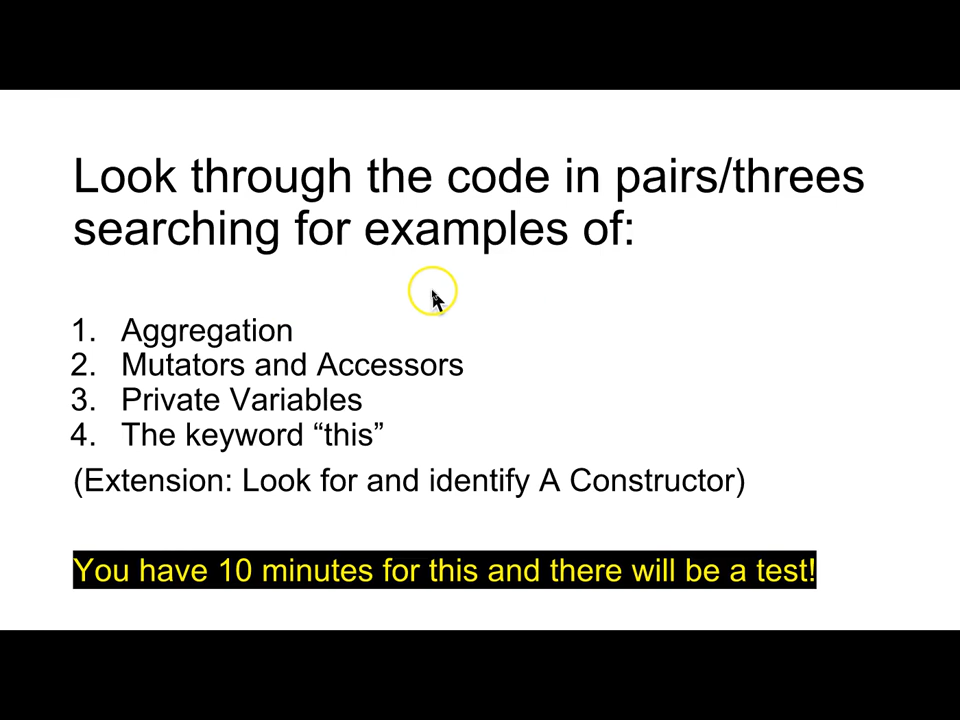 Look through the code in pairs/threes
searching for examples of:
1. Aggregation
2. Mutators and Accessors
3. Private Variables
4. The keyword “this”
(Extension: Look for and identify A Constructor)
You have 10 minutes for this and there will be a test!